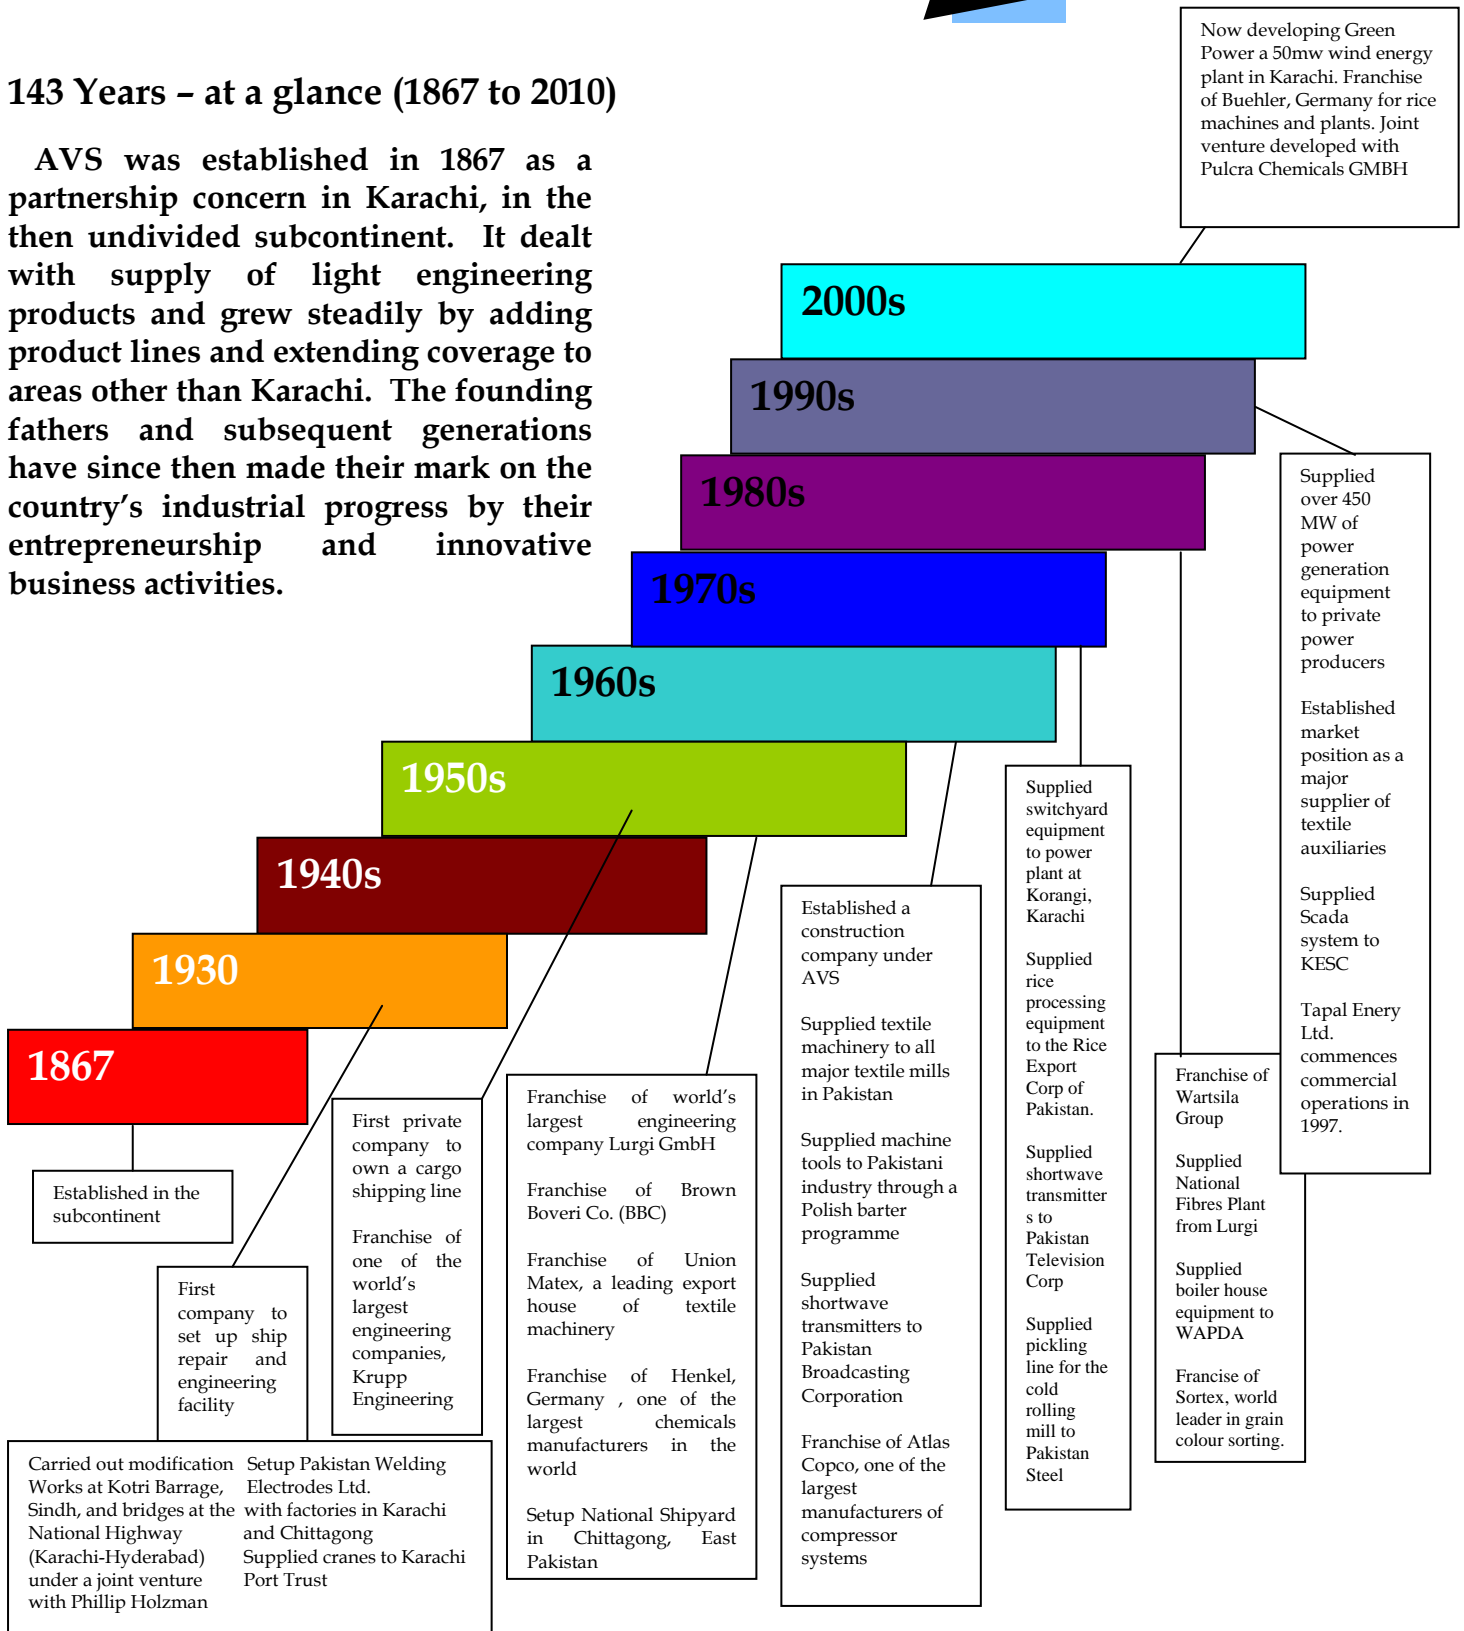 143 Years – at a glance (1867 to 2010)
AVS was established in 1867 as a
partnership concern in Karachi, in the
then undivided subcontinent. It dealt
with supply of light engineering
products and grew steadily by adding
product lines and extending coverage to
areas other than Karachi. The founding
fathers and subsequent generations
have since then made their mark on the
country's industrial progress by their
entrepreneurship and innovative
business activities.
Now developing Green
Power a 50mw wind energy
plant in Karachi. Franchise
of Buehler, Germany for rice
machines and plants. Joint
venture developed with
Pulcra Chemicals GMBH
2000s
1990s
1980s
1970s
1960s
1950s
1940s
1930
1867
Established in the
subcontinent
First
company to
set up ship
repair and
engineering
facility
Carried out modification
Works at Kotri Barrage,
Sindh, and bridges at the
National Highway
(Karachi-Hyderabad)
under a joint venture
with Phillip Holzman
Setup Pakistan Welding
Electrodes Ltd.
with factories in Karachi
and Chittagong
Supplied cranes to Karachi
Port Trust
First private
company to
own a cargo
shipping line
Franchise of
one of the
world's
largest
engineering
companies,
Krupp
Engineering
Franchise of world's
largest engineering
company Lurgi GmbH
Franchise of Brown
Boveri Co. (BBC)
Franchise of Union
Matex, a leading export
house of textile
machinery
Franchise of Henkel,
Germany , one of the
largest chemicals
manufacturers in the
world
Setup National Shipyard
in Chittagong, East
Pakistan
Established a
construction
company under
AVS
Supplied textile
machinery to all
major textile mills
in Pakistan
Supplied machine
tools to Pakistani
industry through a
Polish barter
programme
Supplied
shortwave
transmitters to
Pakistan
Broadcasting
Corporation
Franchise of Atlas
Copco, one of the
largest
manufacturers of
compressor
systems
Supplied
switchyard
equipment
to power
plant at
Korangi,
Karachi
Supplied
rice
processing
equipment
to the Rice
Export
Corp of
Pakistan.
Supplied
shortwave
transmitter
s to
Pakistan
Television
Corp
Supplied
pickling
line for the
cold
rolling
mill to
Pakistan
Steel
Franchise of
Wartsila
Group
Supplied
National
Fibres Plant
from Lurgi
Supplied
boiler house
equipment to
WAPDA
Francise of
Sortex, world
leader in grain
colour sorting.
Supplied
over 450
MW of
power
generation
equipment
to private
power
producers
Established
market
position as a
major
supplier of
textile
auxiliaries
Supplied
Scada
system to
KESC
Tapal Enery
Ltd.
commences
commercial
operations in
1997.